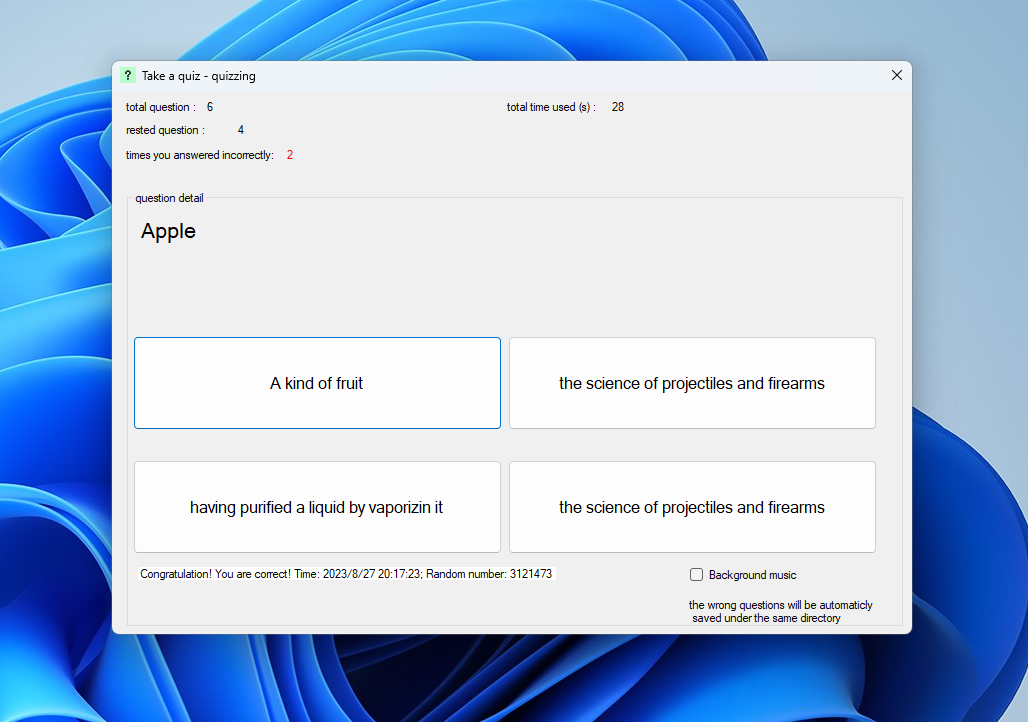 ? Take a quiz - quizzing
total question : 6
total time used (s) : 28
rested question : 4
times you answered incorrectly: 2
question detail
Apple
A kind of fruit
the science of projectiles and firearms
having purified a liquid by vaporizin it
the science of projectiles and firearms
Congratulation! You are correct! Time: 2023/8/27 20:17:23; Random number: 3121473
Background music
the wrong questions will be automaticly
saved under the same directory